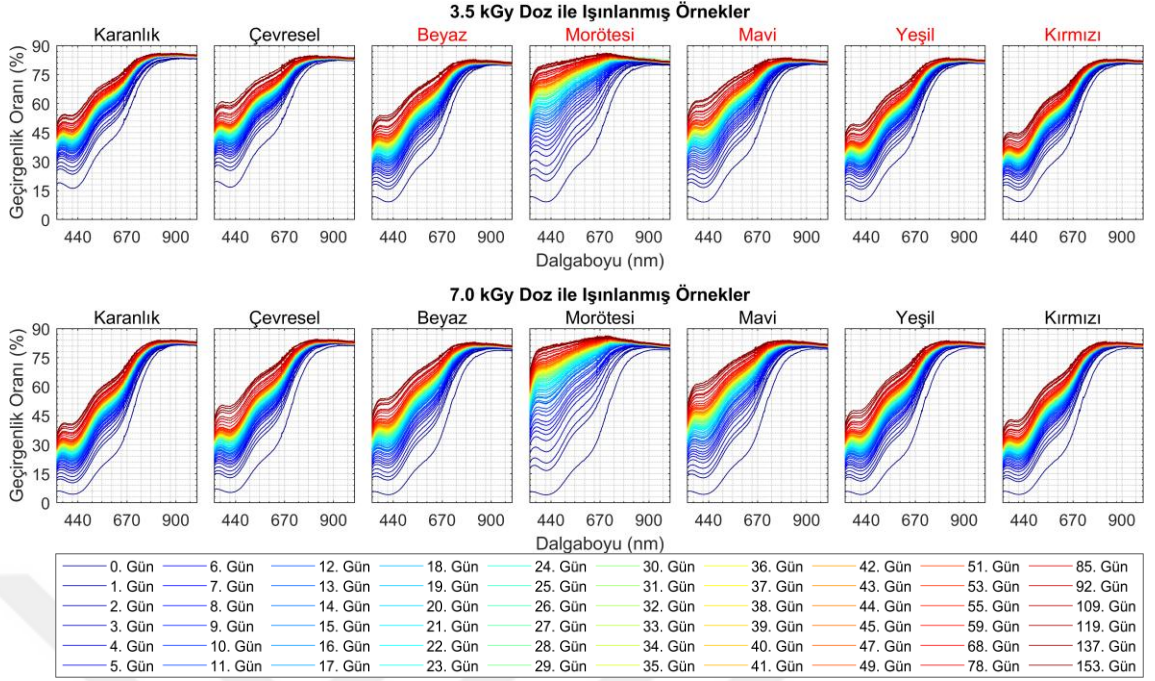 3.5 kGy Doz ile Işınlanmış Örnekler
Karanlık Çevresel Beyaz Morötesi Mavi Yeşil Kırmızı
Geçirgenlik Oranı (%)
90
75
60
45
30
15
0
440 670 900 440 670 900 440 670 900 440 670 900 440 670 900 440 670 900 440 670 900
Dalgaboyu (nm)
7.0 kGy Doz ile Işınlanmış Örnekler
Karanlık Çevresel Beyaz Morötesi Mavi Yeşil Kırmızı
Geçirgenlik Oranı (%)
90
75
60
45
30
15
0
440 670 900 440 670 900 440 670 900 440 670 900 440 670 900 440 670 900 440 670 900
Dalgaboyu (nm)
0. Gün 6. Gün 12. Gün 18. Gün 24. Gün 30. Gün 36. Gün 42. Gün 51. Gün 85. Gün
1. Gün 7. Gün 13. Gün 19. Gün 25. Gün 31. Gün 37. Gün 43. Gün 53. Gün 92. Gün
2. Gün 8. Gün 14. Gün 20. Gün 26. Gün 32. Gün 38. Gün 44. Gün 55. Gün 109. Gün
3. Gün 9. Gün 15. Gün 21. Gün 27. Gün 33. Gün 39. Gün 45. Gün 59. Gün 119. Gün
4. Gün 10. Gün 16. Gün 22. Gün 28. Gün 34. Gün 40. Gün 47. Gün 68. Gün 137. Gün
5. Gün 11. Gün 17. Gün 23. Gün 29. Gün 35. Gün 41. Gün 49. Gün 78. Gün 153. Gün